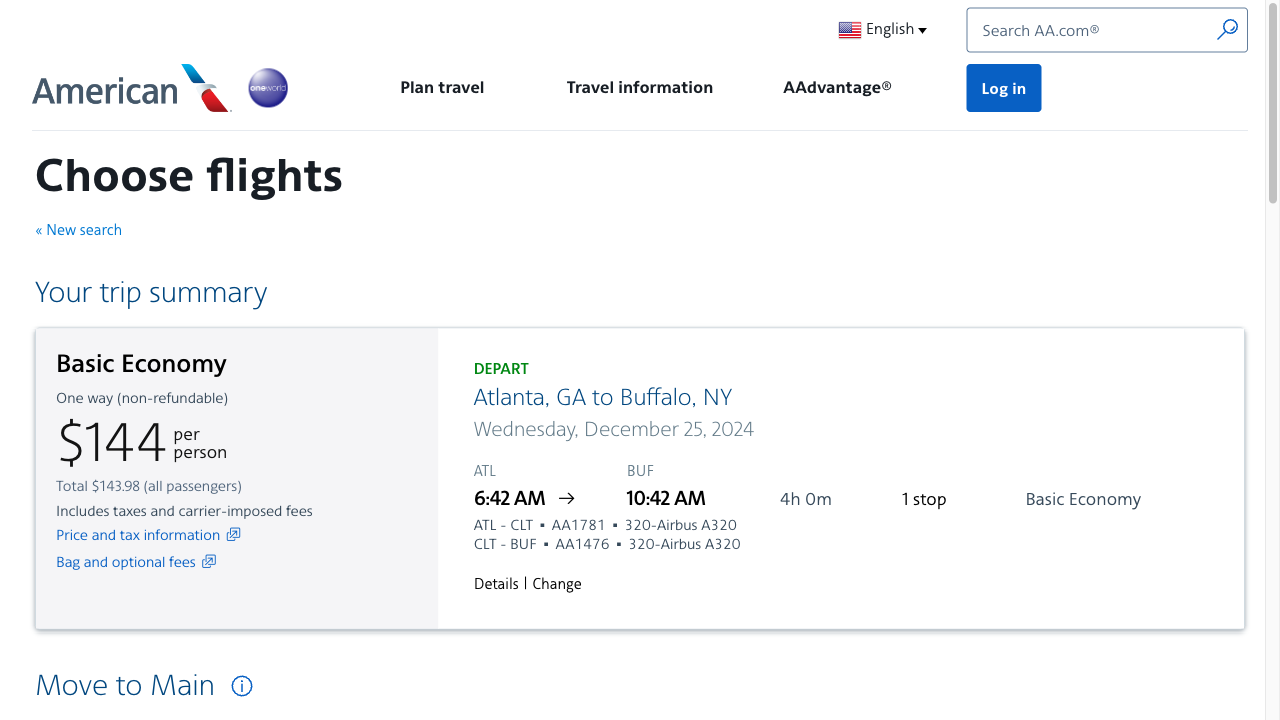 English
Search AA.com®
American
oneworld
Plan travel
Travel information
AAdvantage®
Log in
Choose flights
« New search
Your trip summary
Basic Economy
One way (non-refundable)
$144 per person
Total $143.98 (all passengers)
Includes taxes and carrier-imposed fees
Price and tax information
Bag and optional fees
DEPART
Atlanta, GA to Buffalo, NY
Wednesday, December 25, 2024
ATL BUF
6:42 AM → 10:42 AM 4h 0m 1 stop Basic Economy
ATL - CLT ▪ AA1781 ▪ 320-Airbus A320
CLT - BUF ▪ AA1476 ▪ 320-Airbus A320
Details | Change
Move to Main